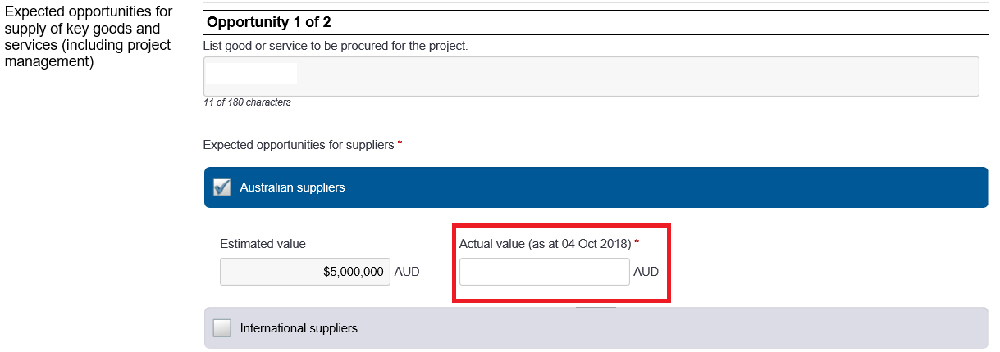 Expected opportunities for
supply of key goods and
services (including project
management)
Opportunity 1 of 2
List good or service to be procured for the project.
11 of 180 characters
Expected opportunities for suppliers *
Australian suppliers
Estimated value
$5,000,000 AUD
Actual value (as at 04 Oct 2018) *
AUD
International suppliers